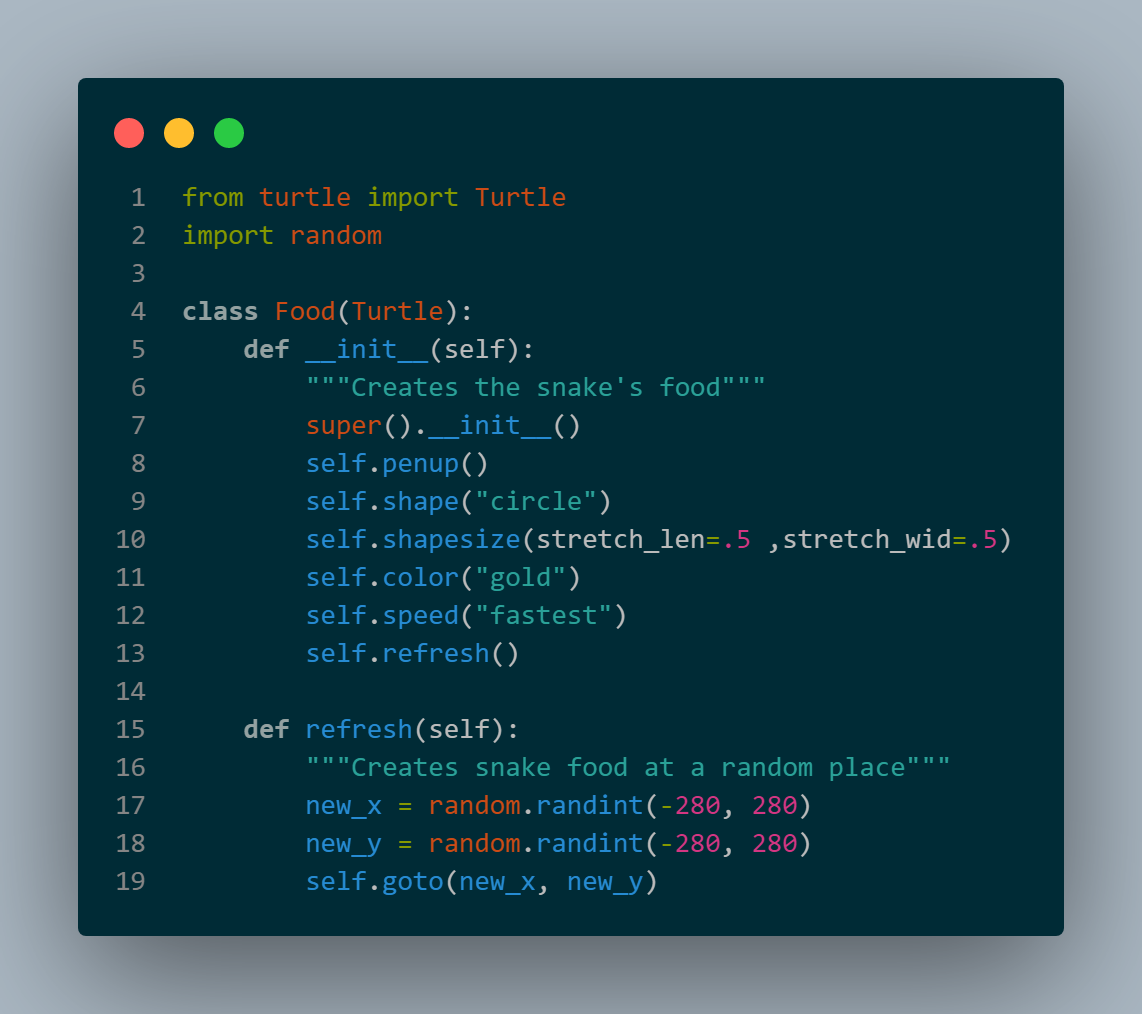 1 from turtle import Turtle
2 import random
3
4 class Food(Turtle):
5     def __init__(self):
6         """Creates the snake's food"""
7         super().__init__()
8         self.penup()
9         self.shape("circle")
10         self.shapesize(stretch_len=.5 ,stretch_wid=.5)
11         self.color("gold")
12         self.speed("fastest")
13         self.refresh()
14
15     def refresh(self):
16         """Creates snake food at a random place"""
17         new_x = random.randint(-280, 280)
18         new_y = random.randint(-280, 280)
19         self.goto(new_x, new_y)